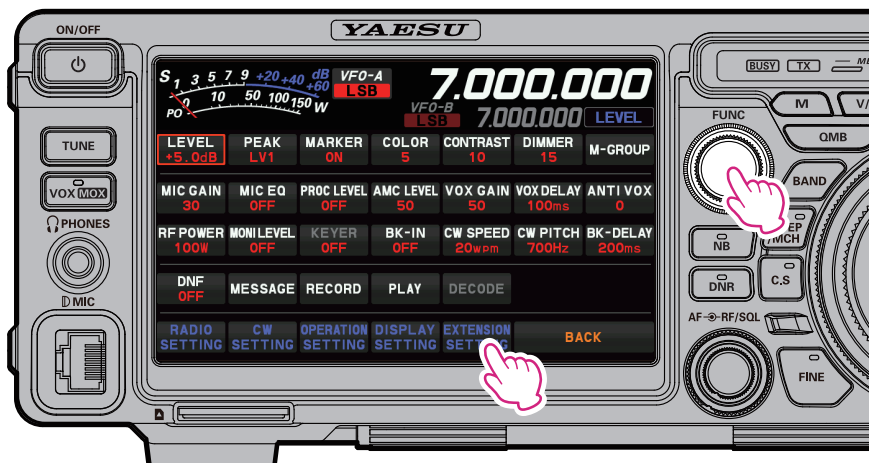 ON/OFF
YAESU
S 1 3 5 7 9 +20 +40 +60 dB
PO 0 10 50 100 150 W
VFO-A
LSB
7.000.000
VFO-B
LSB
7.000.000
LEVEL
LEVEL PEAK MARKER COLOR CONTRAST DIMMER M-GROUP
+5.0dB LV1 ON 5 10 15
MIC GAIN MIC EQ PROC LEVEL AMC LEVEL VOX GAIN VOX DELAY ANTI VOX
30 OFF OFF 50 50 100ms 0
RF POWER MONI LEVEL KEYER BK-IN CW SPEED CW PITCH BK-DELAY
100W OFF OFF OFF 20wpm 700Hz 200ms
DNF MESSAGE RECORD PLAY DECODE
OFF
RADIO CW OPERATION DISPLAY EXTENSION BACK
SETTING SETTING SETTING SETTING
TUNE
VOX MOX
PHONES
MIC
BUSY TX
FUNC
M
V/
QMB
BAND
/MCH
NB
DNR
C.S
AF RF/SQL
FINE